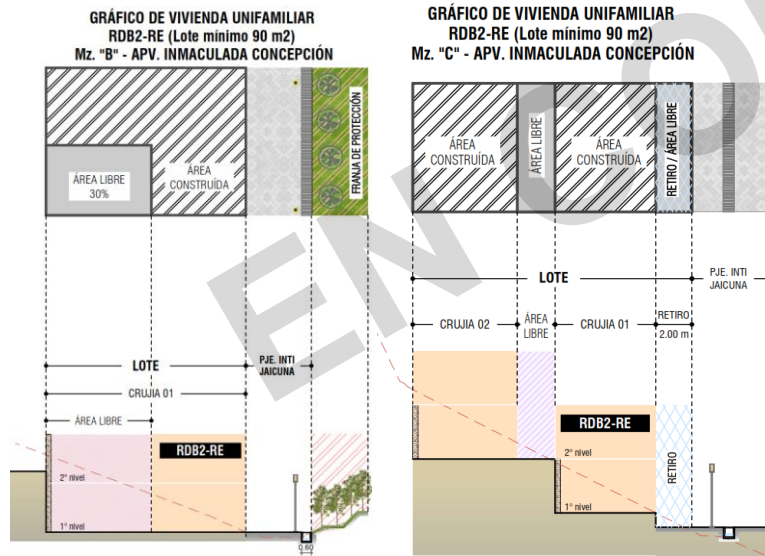 GRÁFICO DE VIVIENDA UNIFAMILIAR
RDB2-RE (Lote mínimo 90 m2)
Mz. "B" - APV. INMACULADA CONCEPCIÓN
ÁREA LIBRE
30%
ÁREA
CONSTRUÍDA
FRANJA DE PROTECCIÓN
LOTE
PJE. INTI
JAICUNA
CRUJIA 01
ÁREA LIBRE
RDB2-RE
2° nivel
1° nivel
0.60
GRÁFICO DE VIVIENDA UNIFAMILIAR
RDB2-RE (Lote mínimo 90 m2)
Mz. "C" - APV. INMACULADA CONCEPCIÓN
ÁREA
CONSTRUÍDA
ÁREA LIBRE
ÁREA
CONSTRUÍDA
RETIRO / ÁREA LIBRE
LOTE
PJE. INTI
JAICUNA
CRUJIA 02
ÁREA
LIBRE
CRUJIA 01
RETIRO
2.00 m
RDB2-RE
2° nivel
1° nivel
RETIRO
EN CO